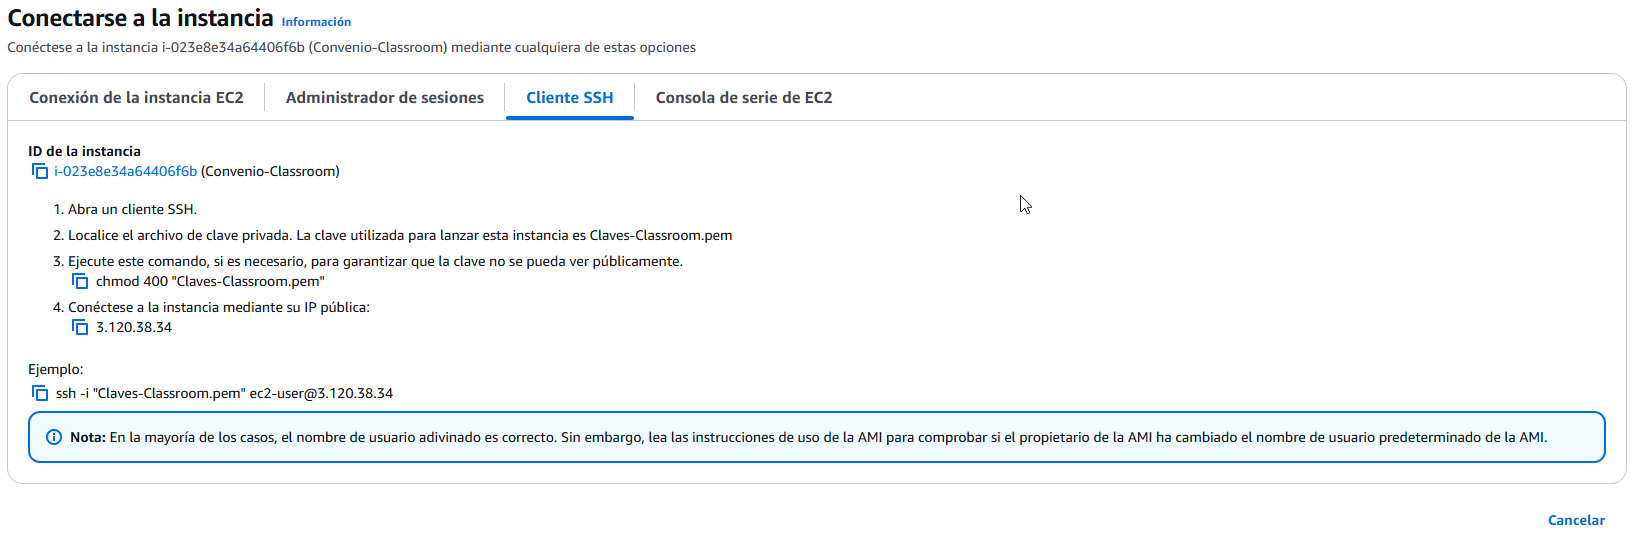 Conectarse a la instancia Información
Conéctese a la instancia i-023e8e34a64406f6b (Convenio-Classroom) mediante cualquiera de estas opciones
Conexión de la instancia EC2 Administrador de sesiones Cliente SSH Consola de serie de EC2
ID de la instancia
i-023e8e34a64406f6b (Convenio-Classroom)
1. Abra un cliente SSH.
2. Localice el archivo de clave privada. La clave utilizada para lanzar esta instancia es Claves-Classroom.pem
3. Ejecute este comando, si es necesario, para garantizar que la clave no se pueda ver públicamente.
chmod 400 "Claves-Classroom.pem"
4. Conéctese a la instancia mediante su IP pública:
3.120.38.34
Ejemplo:
ssh -i "Claves-Classroom.pem" ec2-user@3.120.38.34
Nota: En la mayoría de los casos, el nombre de usuario adivinado es correcto. Sin embargo, lea las instrucciones de uso de la AMI para comprobar si el propietario de la AMI ha cambiado el nombre de usuario predeterminado de la AMI.
Cancelar